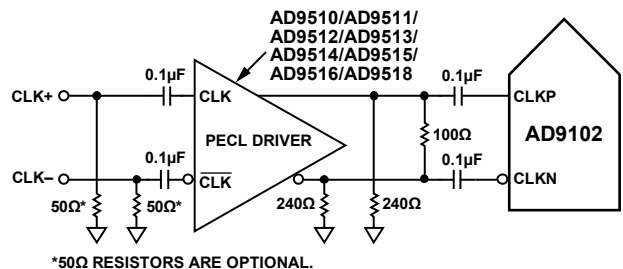 AD9510/AD9511/
AD9512/AD9513/
AD9514/AD9515/
AD9516/AD9518
0.1µF
0.1µF
CLK+
CLK
CLKP
PECL DRIVER
100Ω
AD9102
0.1µF
0.1µF
CLK–
CLK
CLKN
50Ω*
50Ω*
240Ω
240Ω
*50Ω RESISTORS ARE OPTIONAL.